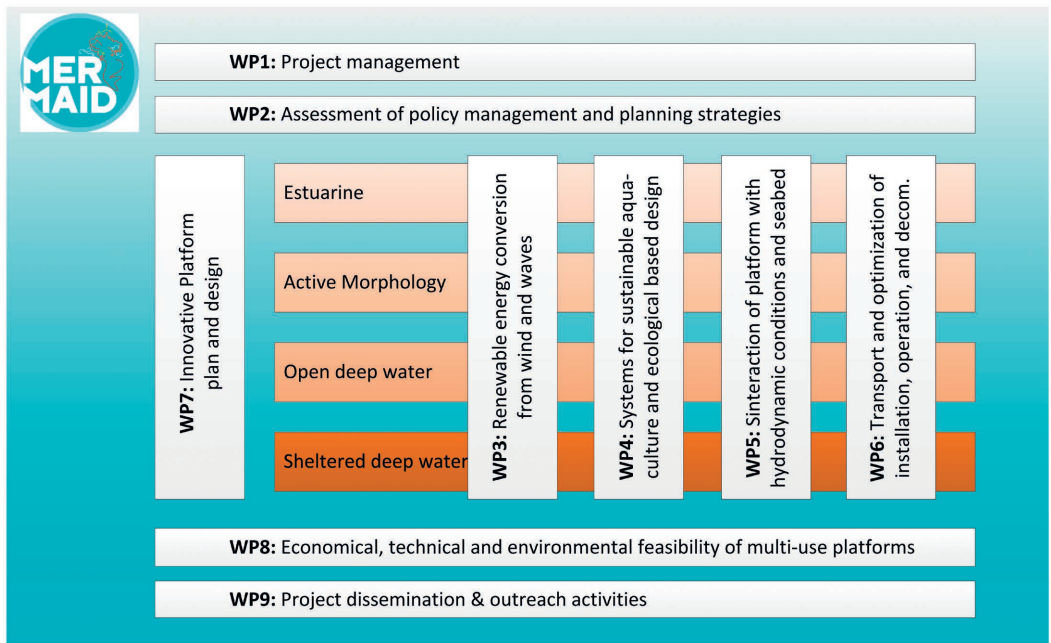 MER
MAID
WP1: Project management
WP2: Assessment of policy management and planning strategies
WP7: Innovative Platform
plan and design
Estuarine
Active Morphology
Open deep water
Sheltered deep water
WP3: Renewable energy conversion
from wind and waves
WP4: Systems for sustainable aqua-
culture and ecological based design
WP5: Sinteraction of platform with
hydrodynamic conditions and seabed
WP6: Transport and optimization of
installation, operation, and decom.
WP8: Economical, technical and environmental feasibility of multi-use platforms
WP9: Project dissemination & outreach activities